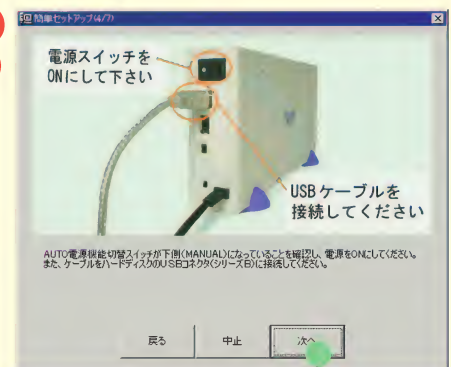 簡単セットアップ(4/7)
電源スイッチを
ONにして下さい
USBケーブルを
接続してください
AUTO電源機能切替スイッチが下側(MANUAL)になっていることを確認し、電源をONにしてください。
また、ケーブルをハードディスクのUSBコネクタ(シリーズB)に接続してください。
戻る
中止
次へ